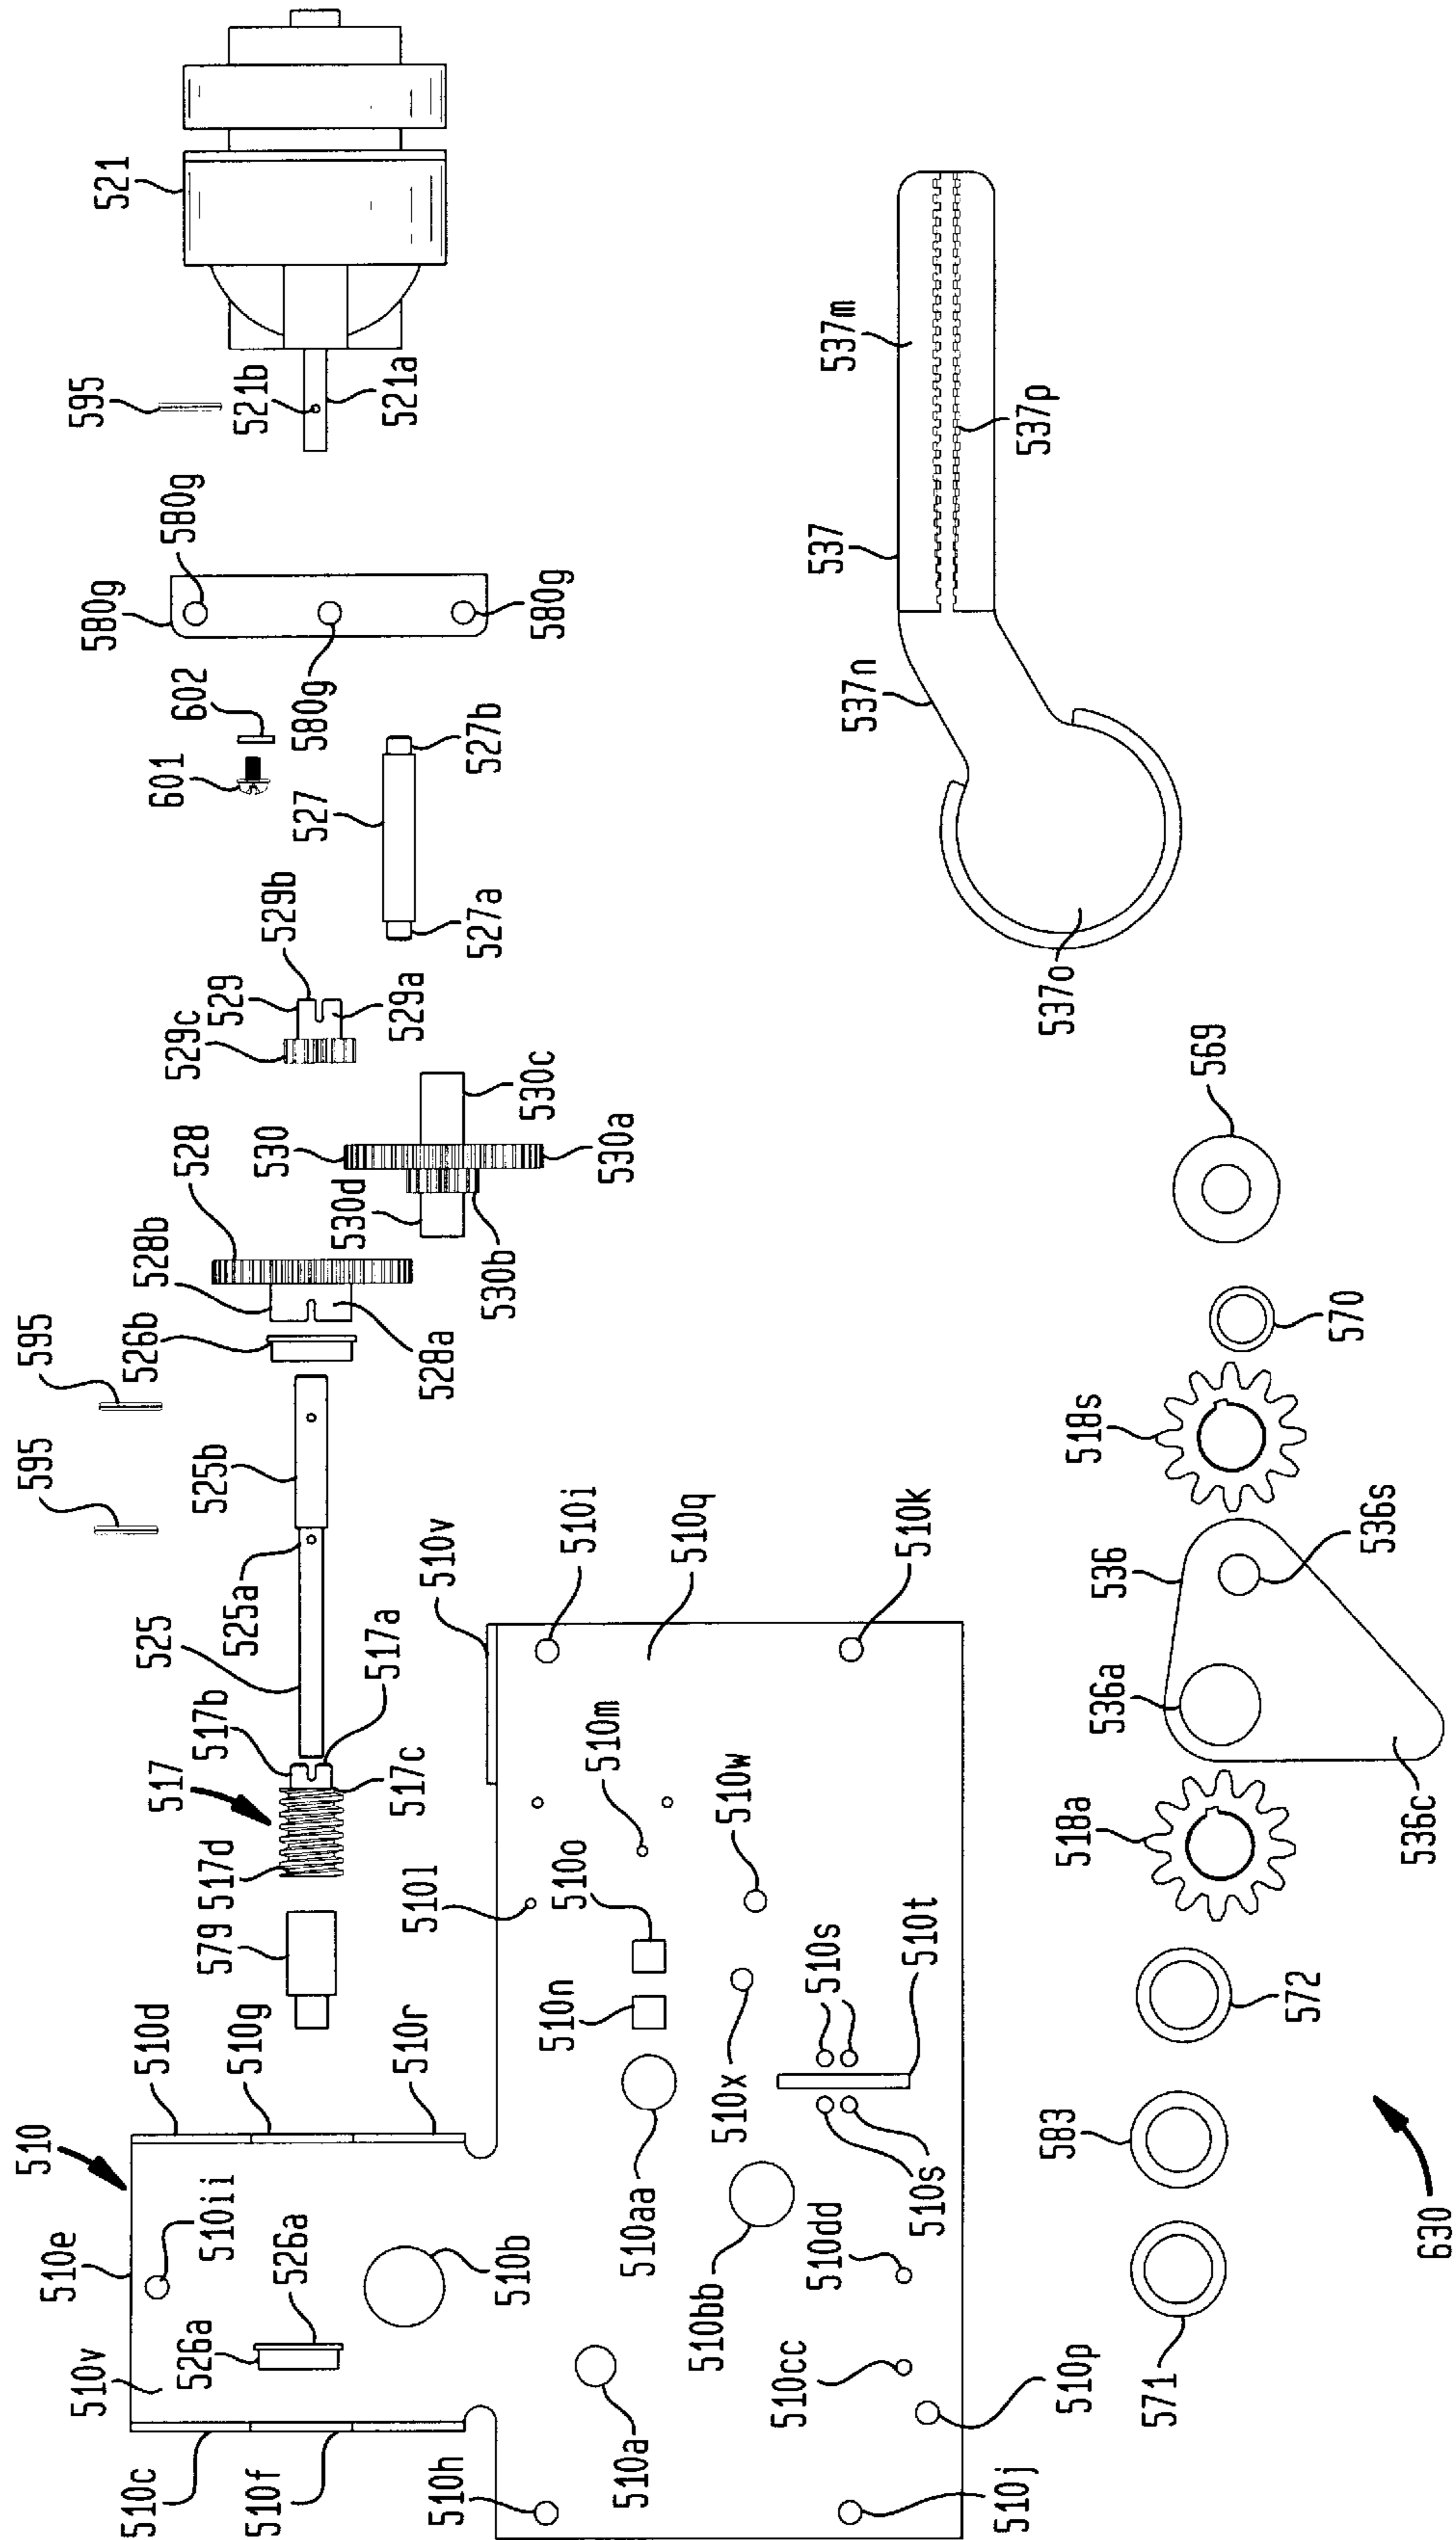 510
510e
510v
510c
510f
510h
510ii
526a
526a
510d
510g
510r
510b
510a
510aa
510bb
510cc
510dd
510p
510j
510s
510s
510t
510x
510w
510n
510o
510l
510m
510v
510i
510q
510k
579
517
517d
517b
517c
517a
525
525a
525b
595
595
526b
528b
528
528a
530
530d
530b
530c
530a
529c
529
529b
529a
527a
527
527b
601
602
580g
580g
580g
580g
595
521b
521a
521
571
583
572
518a
536a
536
536s
536c
518s
570
569
537o
537n
537
537m
537p
630